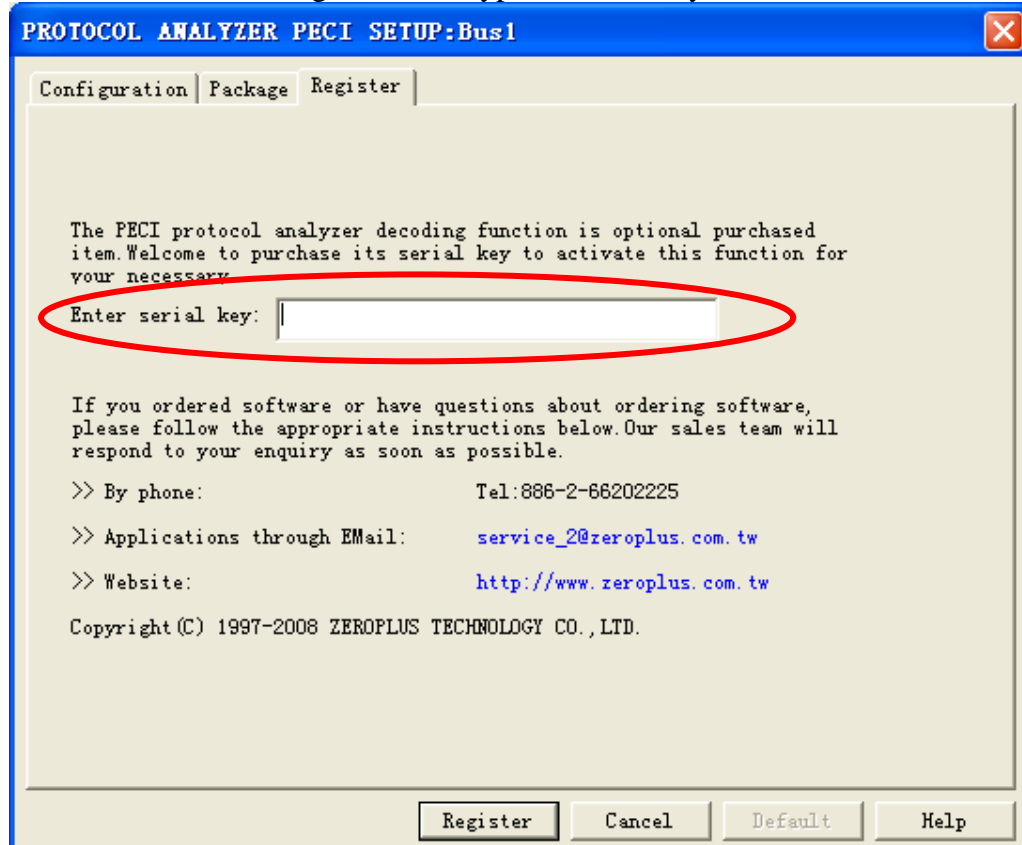 PROTOCOL ANALYZER PECI SETUP:Bus1
Configuration Package Register
The PECI protocol analyzer decoding function is optional purchased
item.Welcome to purchase its serial key to activate this function for
your necessary
Enter serial key:
If you ordered software or have questions about ordering software,
please follow the appropriate instructions below.Our sales team will
respond to your enquiry as soon as possible.
>> By phone: Tel:886-2-66202225
>> Applications through EMail: service_2@zeroplus.com.tw
>> Website: http://www.zeroplus.com.tw
Copyright(C) 1997-2008 ZEROPLUS TECHNOLOGY CO.,LTD.
Register Cancel Default Help